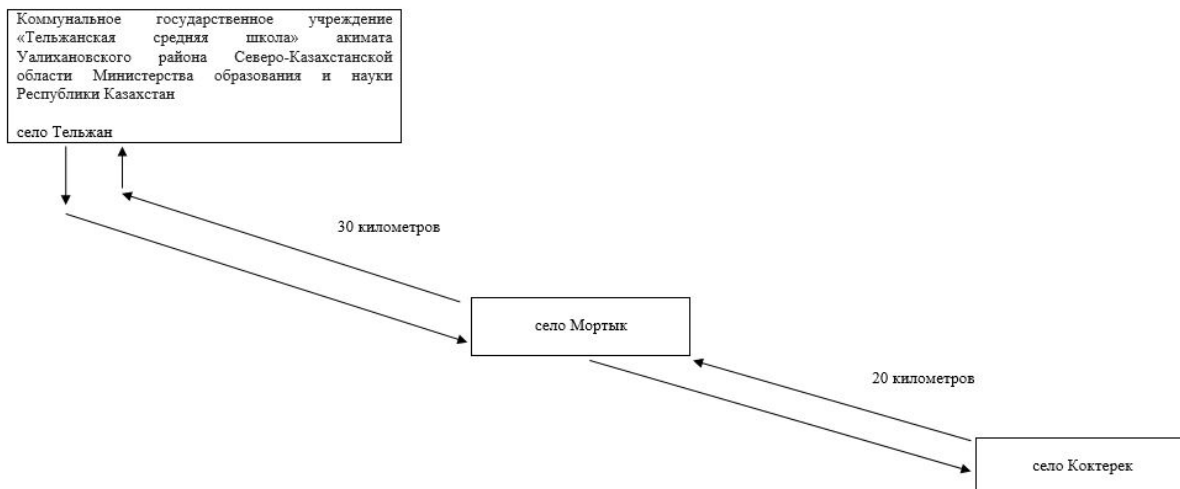 Коммунальное государственное учреждение
«Тельжанская средняя школа» акимата
Уалихановского района Северо-Казахстанской
области Министерства образования и науки
Республики Казахстан
село Тельжан
30 километров
село Мортык
20 километров
село Коктерек